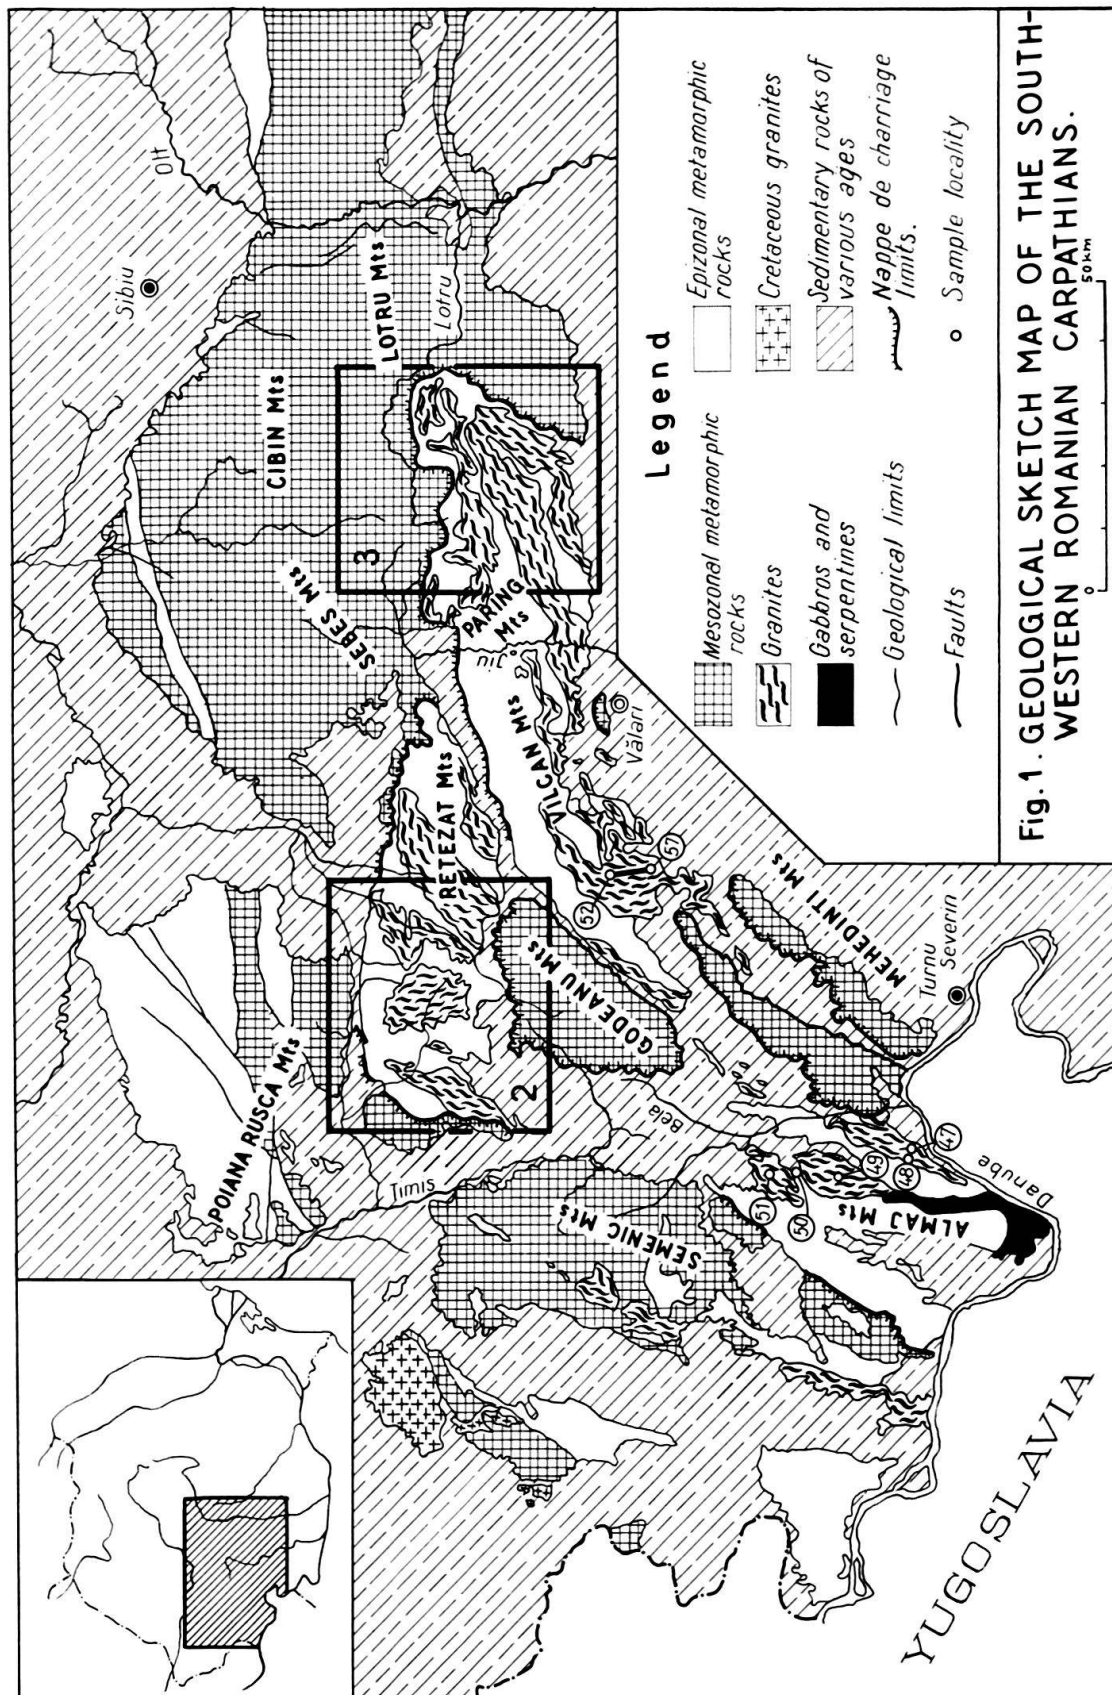 Olt
Sibiu
CIBIN Mts
LOTRU Mts
Lotru
SEBES Mts
3
PARING
Mts
Jiu
POIANA RUSCA Mts
RETEZAT Mts
VILCAN Mts
Vălari
2
GODEANU Mts
52
57
MEHEDINTI Mts
Turnu
Severin
Timis
Bela
SEMENIC Mts
51
50
49
48
47
ALMAJ Mts
Danube
YUGOSLAVIA
Legend
Mesozonal metamorphic
rocks
Granites
Gabbros and
serpentines
Geological limits
Faults
Epizonal metamorphic
rocks
Cretaceous granites
Sedimentary rocks of
various ages
Nappe de charriage
limits.
Sample locality
Fig. 1. GEOLOGICAL SKETCH MAP OF THE SOUTH-
WESTERN ROMANIAN CARPATHIANS.
0 50km